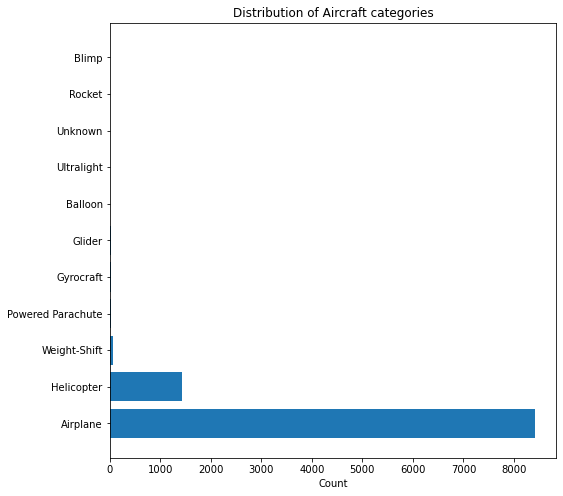 Distribution of Aircraft categories
Blimp
Rocket
Unknown
Ultralight
Balloon
Glider
Gyrocraft
Powered Parachute
Weight-Shift
Helicopter
Airplane
0 1000 2000 3000 4000 5000 6000 7000 8000
Count